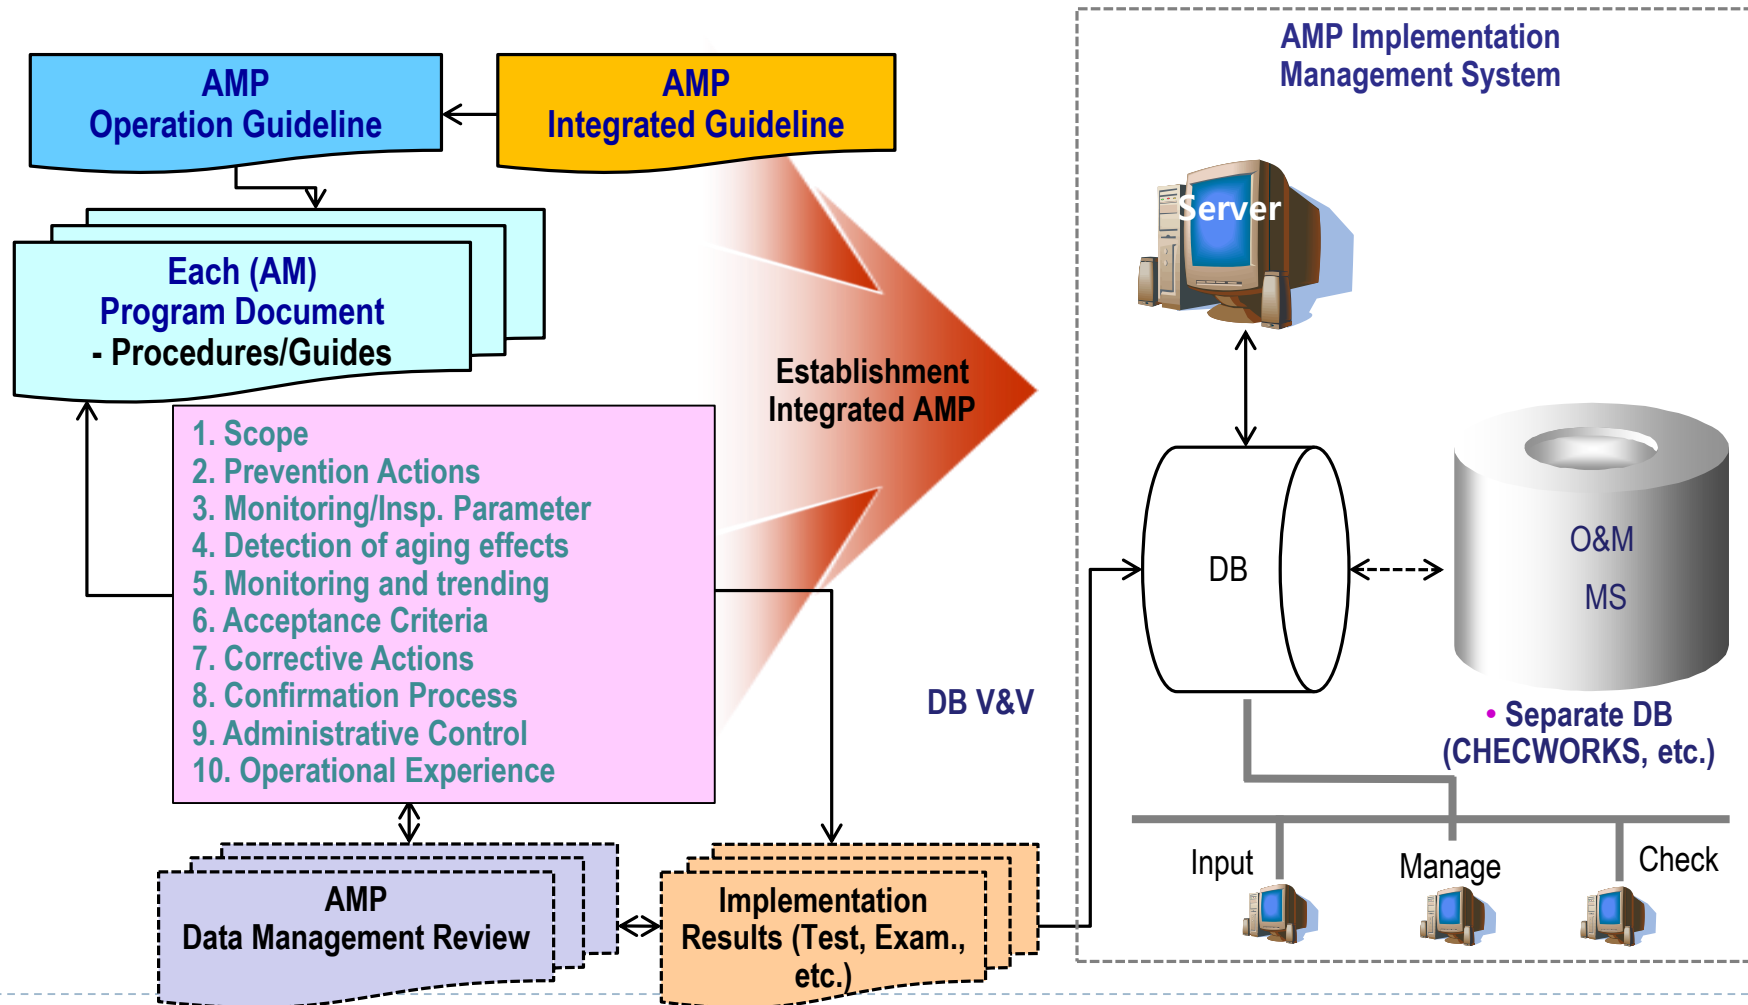 AMP
Operation Guideline
AMP
Integrated Guideline
Each (AM)
Program Document
- Procedures/Guides
1. Scope
2. Prevention Actions
3. Monitoring/Insp. Parameter
4. Detection of aging effects
5. Monitoring and trending
6. Acceptance Criteria
7. Corrective Actions
8. Confirmation Process
9. Administrative Control
10. Operational Experience
AMP
Data Management Review
Implementation
Results (Test, Exam.,
etc.)
Establishment
Integrated AMP
DB V&V
AMP Implementation
Management System
Server
DB
O&M
MS
• Separate DB
(CHECWORKS, etc.)
Input
Manage
Check